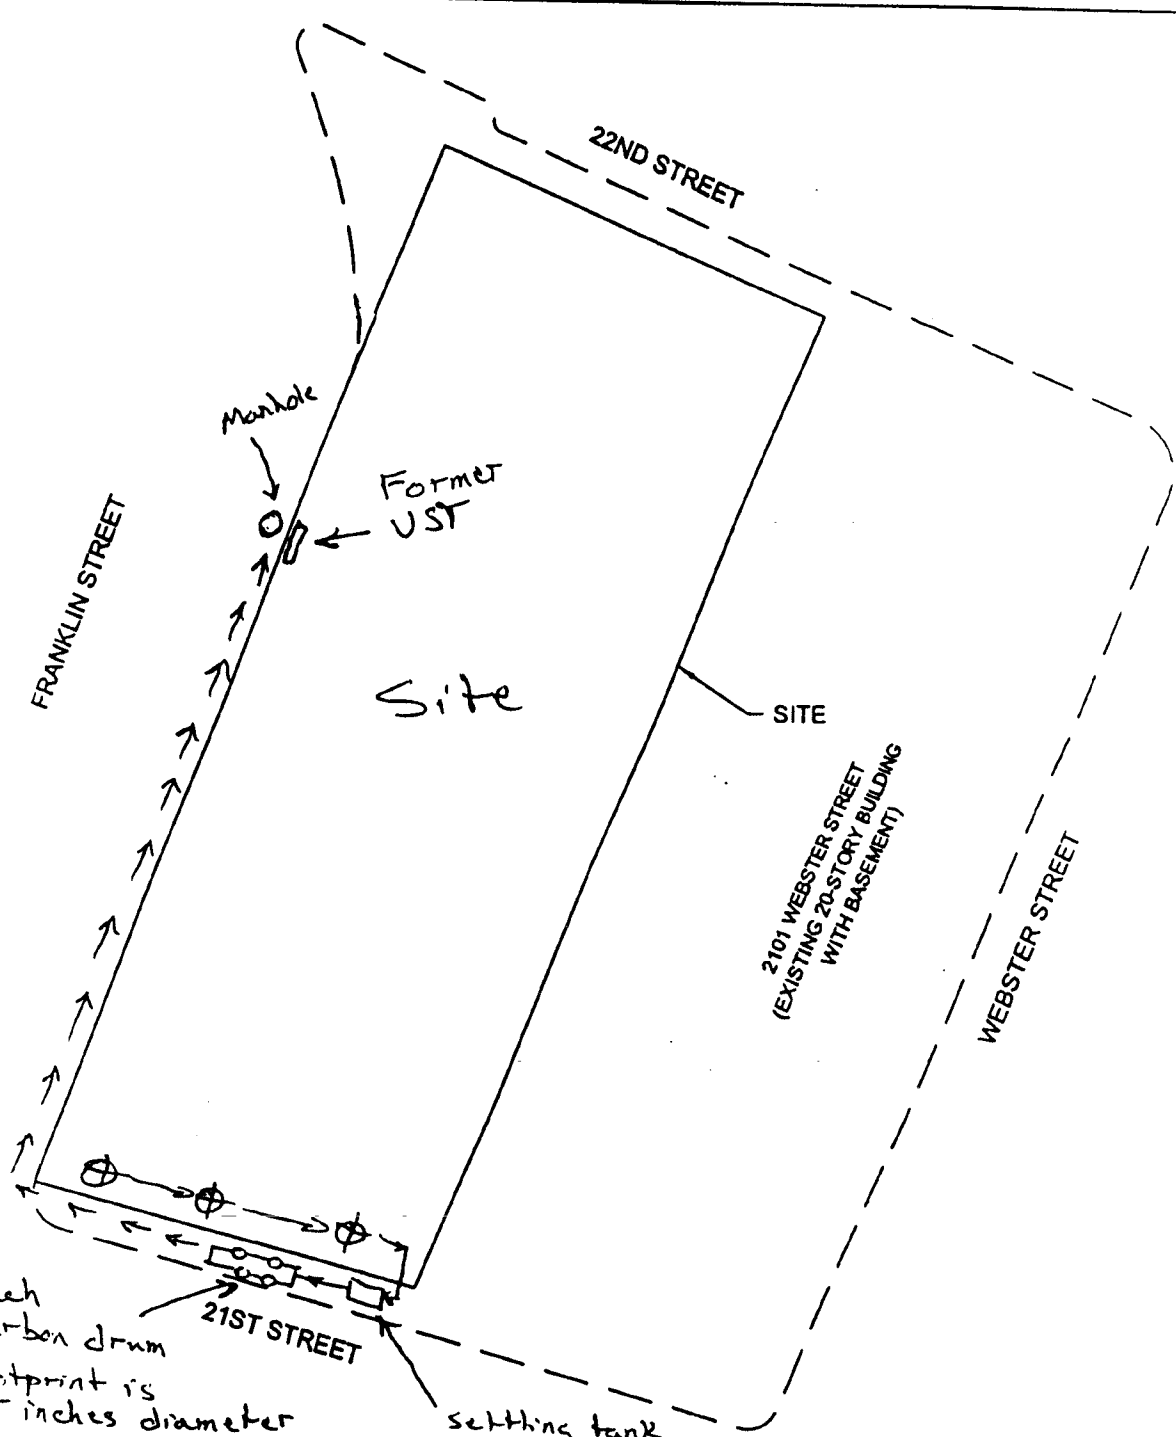 22ND STREET
Manhole
Former
UST
FRANKLIN STREET
Site
SITE
2101 WEBSTER STREET
(EXISTING 20-STORY BUILDING
WITH BASEMENT)
WEBSTER STREET
21ST STREET
drum
is
inches diameter
settling tank